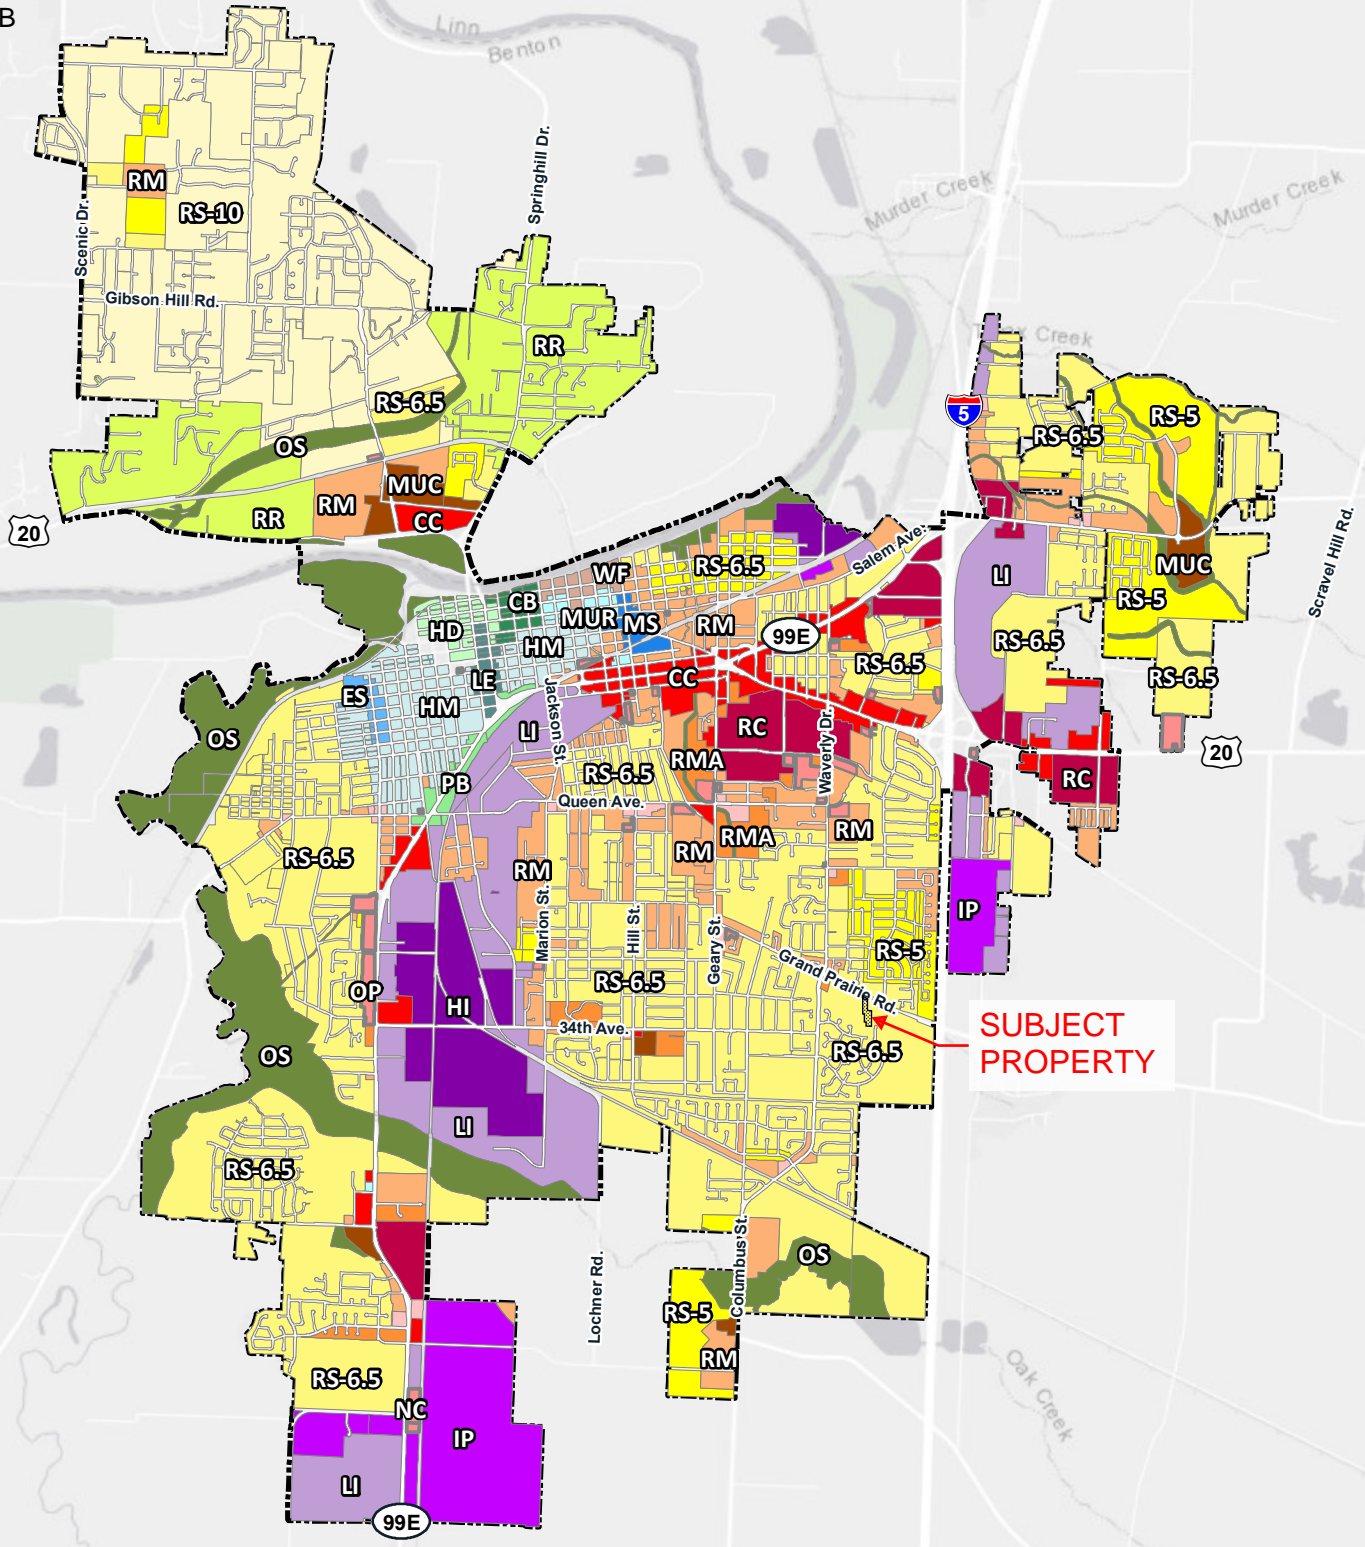 B
Linn
Benton
Springhill Dr.
Murder Creek
Murder Creek
RM
RS-10
Scenic Dr.
Gibson Hill Rd.
Creek
RR
RS-6.5
5
RS-5
RS-6.5
OS
MUC
RM
CC
RR
20
Salem Ave.
WF
RS-6.5
LI
MUC
Scravel Hill Rd.
CB
RS-5
MUR
MS
RM
HD
HM
99E
RS-6.5
RS-6.5
LE
CC
RS-6.5
ES
HM
Jackson St.
OS
LI
RC
Waverly Dr.
20
RMA
RS-6.5
PB
RC
Queen Ave.
RS-6.5
RMA
RM
RM
RM
Marion St.
Hill St.
Geary St.
IP
RS-5
Grand Prairie Rd.
RS-6.5
OP
HI
34th Ave.
SUBJECT
PROPERTY
OS
RS-6.5
LI
RS-6.5
Columbus St.
OS
Lochner Rd.
RS-5
RM
Oak Creek
RS-6.5
NC
IP
LI
99E